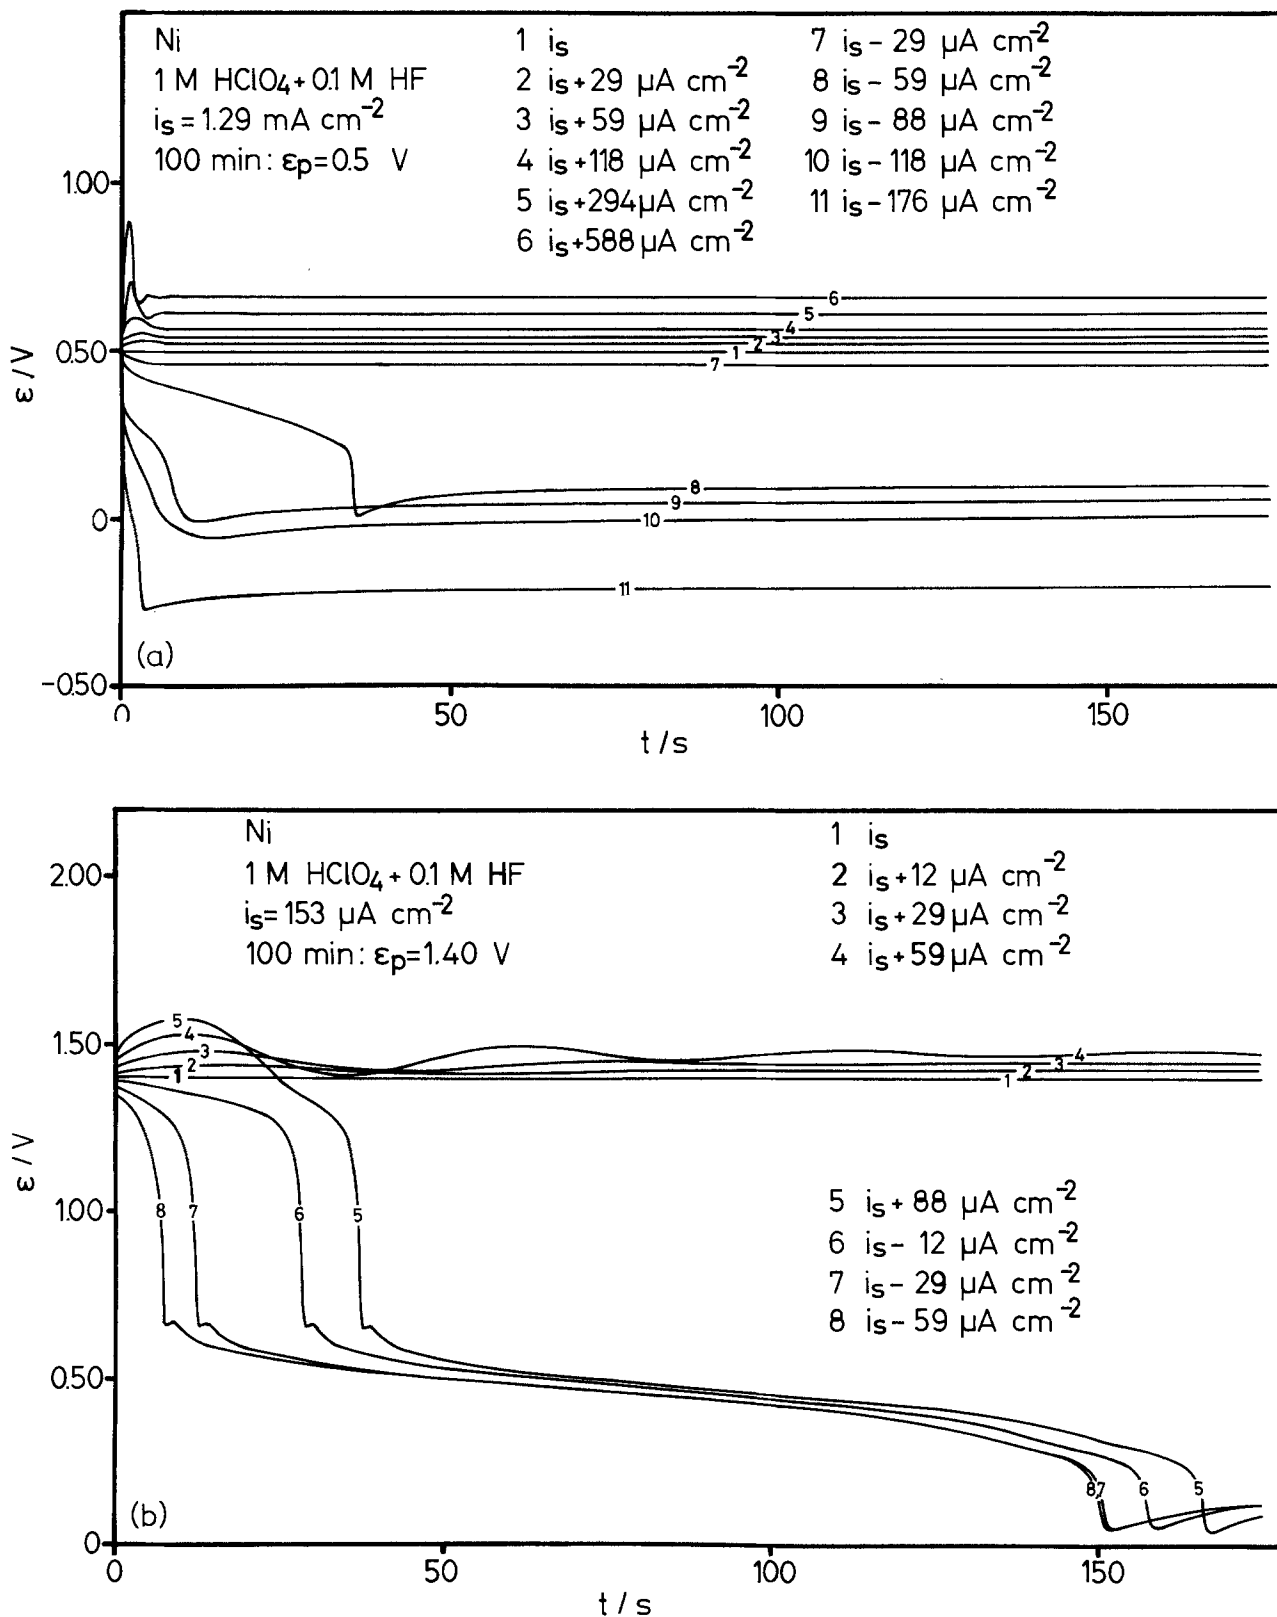 Ni
1 M HClO₄ + 0.1 M HF
iₛ = 1.29 mA cm⁻²
100 min: εₚ=0.5 V
1 iₛ
2 iₛ+29 μA cm⁻²
3 iₛ+59 μA cm⁻²
4 iₛ+118 μA cm⁻²
5 iₛ+294 μA cm⁻²
6 iₛ+588 μA cm⁻²
7 iₛ-29 μA cm⁻²
8 iₛ-59 μA cm⁻²
9 iₛ-88 μA cm⁻²
10 iₛ-118 μA cm⁻²
11 iₛ-176 μA cm⁻²
1.00
0.50
0
-0.50
ε / V
6
5
4
3
2
1
7
8
9
10
11
(a)
0 50 100 150
t / s
Ni
1 M HClO₄ + 0.1 M HF
iₛ= 153 μA cm⁻²
100 min: εₚ=1.40 V
1 iₛ
2 iₛ+12 μA cm⁻²
3 iₛ+29 μA cm⁻²
4 iₛ+59 μA cm⁻²
5 iₛ+88 μA cm⁻²
6 iₛ-12 μA cm⁻²
7 iₛ-29 μA cm⁻²
8 iₛ-59 μA cm⁻²
2.00
1.50
1.00
0.50
0
ε / V
5
4
3
2
1
4
3
2
1
8 7 6 5
8 7 6 5
(b)
0 50 100 150
t / s